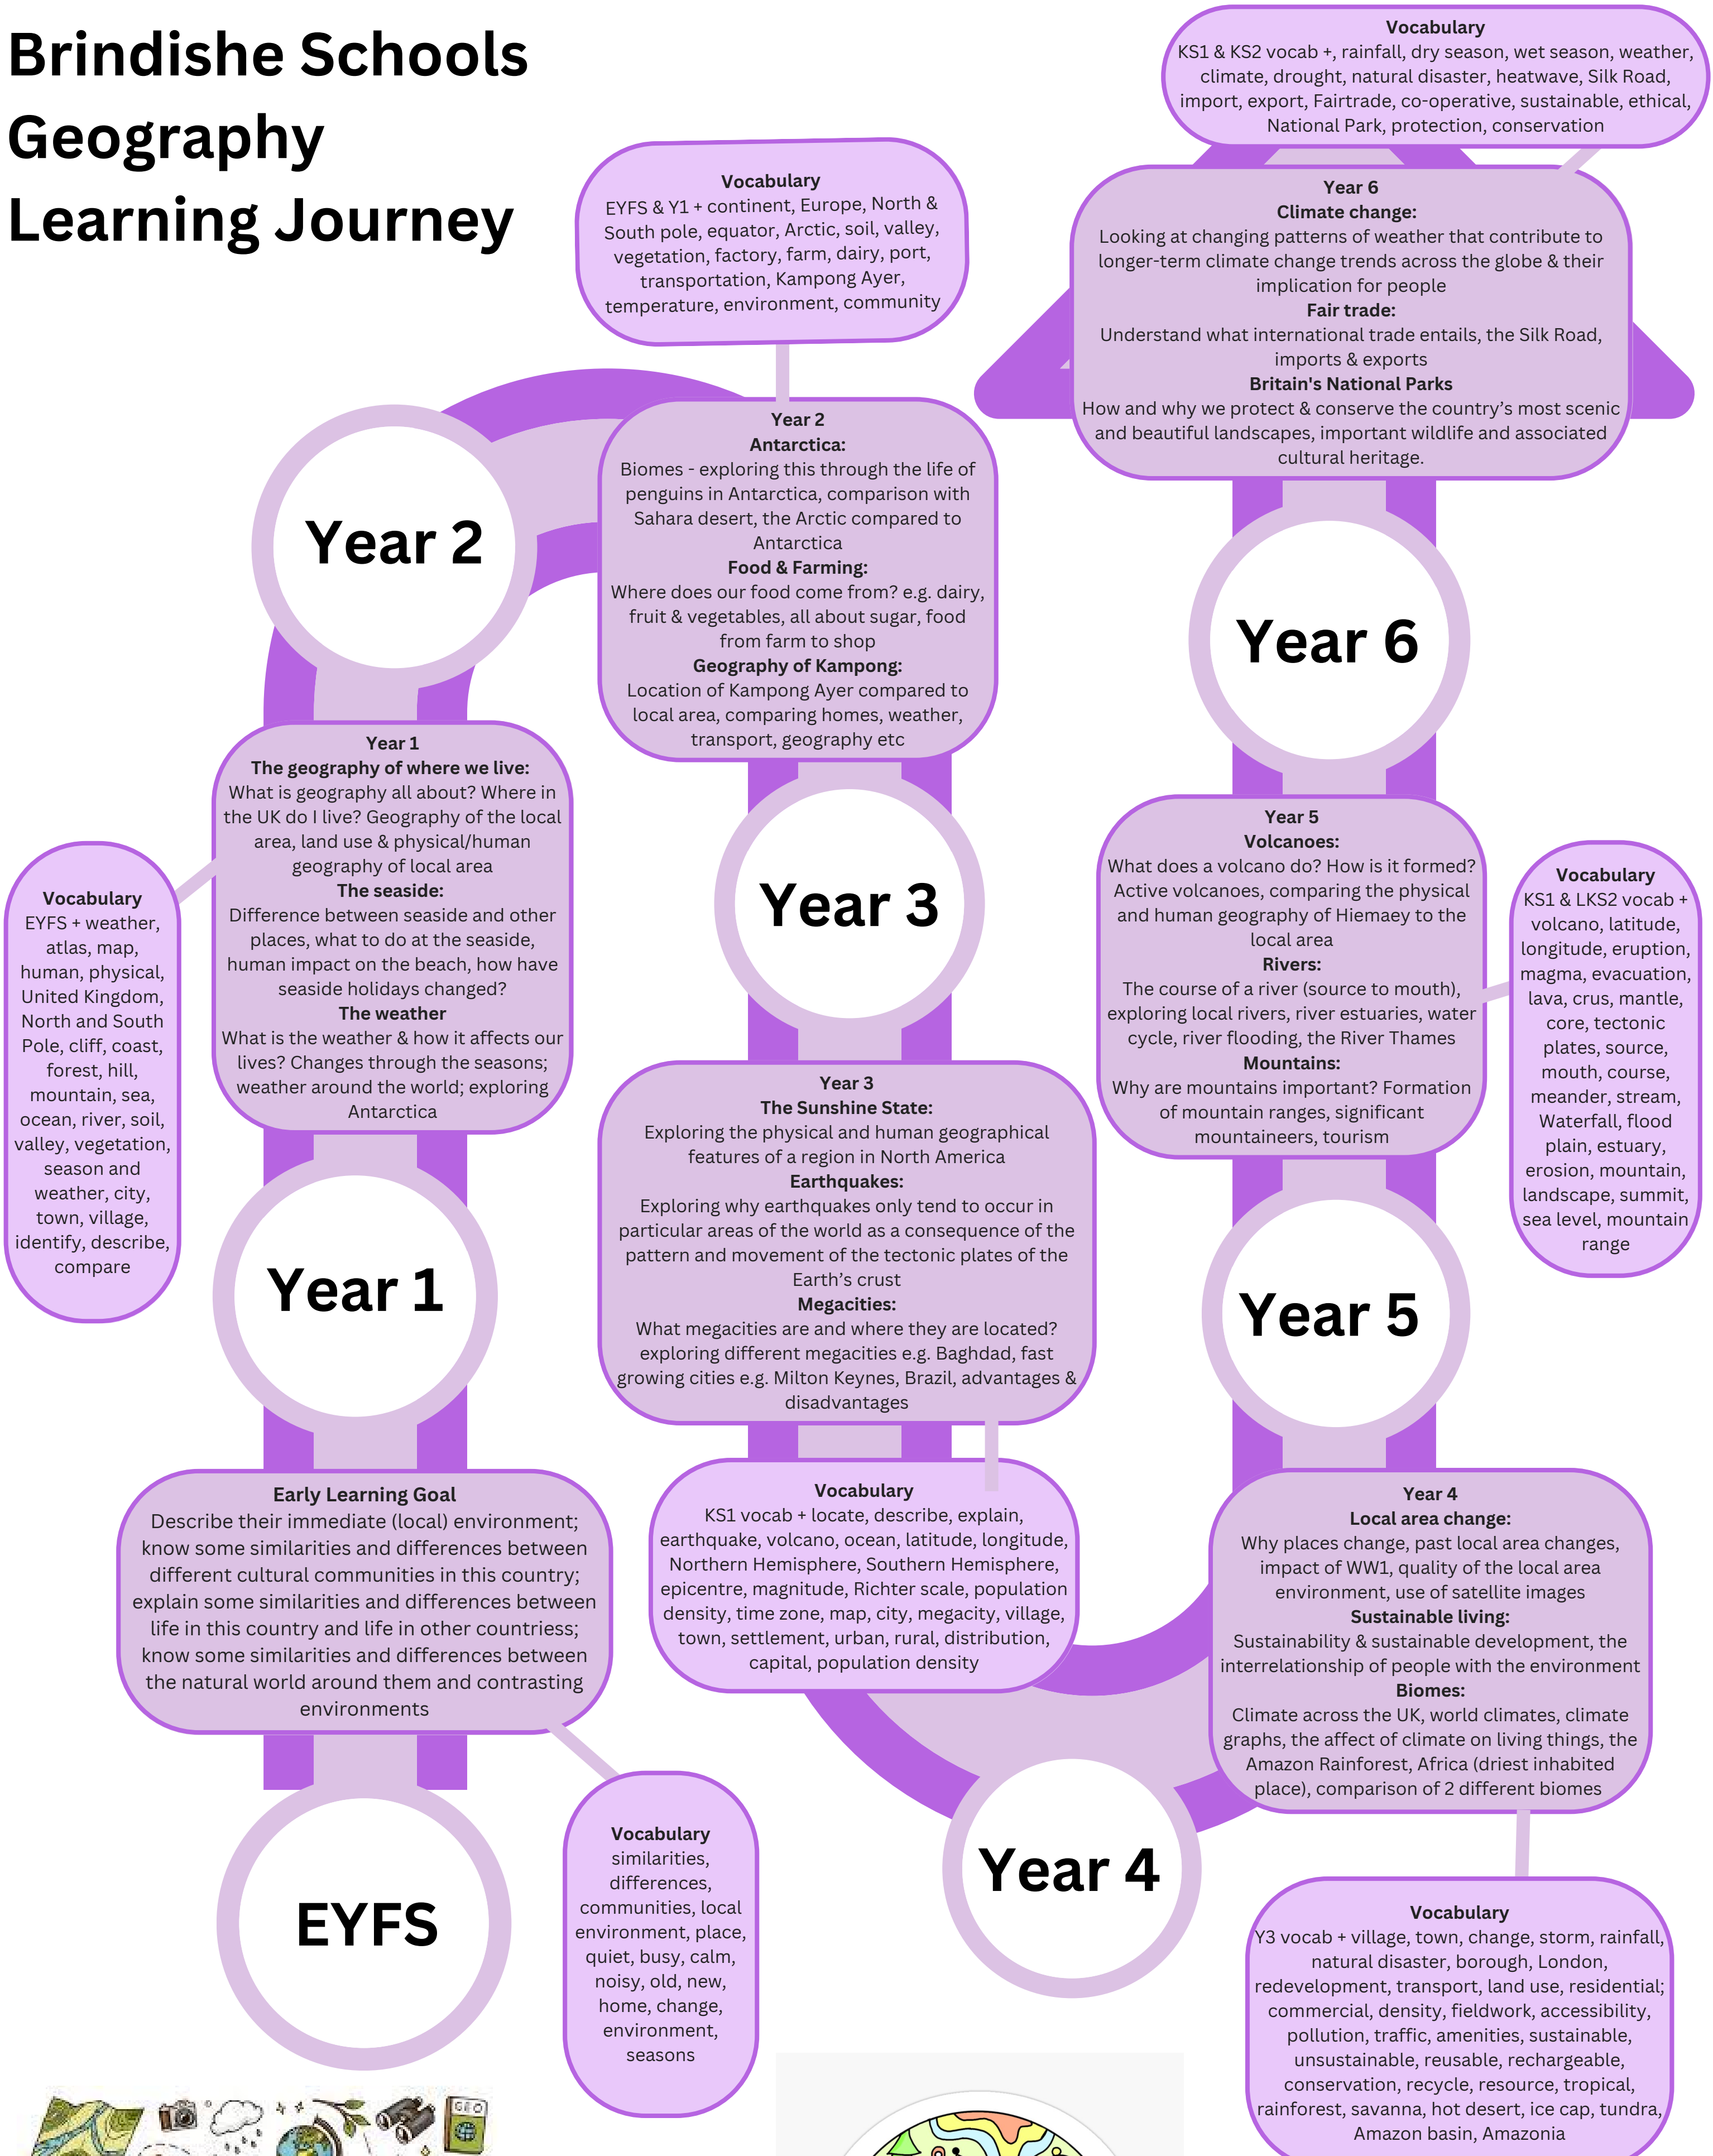 Brindishe Schools
Geography
Learning Journey
Vocabulary
KS1 & KS2 vocab +, rainfall, dry season, wet season, weather,
climate, drought, natural disaster, heatwave, Silk Road,
import, export, Fairtrade, co-operative, sustainable, ethical,
National Park, protection, conservation
Year 6
Climate change:
Looking at changing patterns of weather that contribute to
longer-term climate change trends across the globe & their
implication for people
Fair trade:
Understand what international trade entails, the Silk Road,
imports & exports
Britain's National Parks
How and why we protect & conserve the country’s most scenic
and beautiful landscapes, important wildlife and associated
cultural heritage.
Vocabulary
EYFS & Y1 + continent, Europe, North &
South pole, equator, Arctic, soil, valley,
vegetation, factory, farm, dairy, port,
transportation, Kampong Ayer,
temperature, environment, community
Year 2
Antarctica:
Biomes - exploring this through the life of
penguins in Antarctica, comparison with
Sahara desert, the Arctic compared to
Antarctica
Food & Farming:
Where does our food come from? e.g. dairy,
fruit & vegetables, all about sugar, food
from farm to shop
Geography of Kampong:
Location of Kampong Ayer compared to
local area, comparing homes, weather,
transport, geography etc
Year 2
Year 6
Year 1
The geography of where we live:
What is geography all about? Where in
the UK do I live? Geography of the local
area, land use & physical/human
geography of local area
The seaside:
Difference between seaside and other
places, what to do at the seaside,
human impact on the beach, how have
seaside holidays changed?
The weather
What is the weather & how it affects our
lives? Changes through the seasons;
weather around the world; exploring
Antarctica
Vocabulary
EYFS + weather,
atlas, map,
human, physical,
United Kingdom,
North and South
Pole, cliff, coast,
forest, hill,
mountain, sea,
ocean, river, soil,
valley, vegetation,
season and
weather, city,
town, village,
identify, describe,
compare
Year 3
Year 5
Volcanoes:
What does a volcano do? How is it formed?
Active volcanoes, comparing the physical
and human geography of Hiemaey to the
local area
Rivers:
The course of a river (source to mouth),
exploring local rivers, river estuaries, water
cycle, river flooding, the River Thames
Mountains:
Why are mountains important? Formation
of mountain ranges, significant
mountaineers, tourism
Vocabulary
KS1 & LKS2 vocab +
volcano, latitude,
longitude, eruption,
magma, evacuation,
lava, crus, mantle,
core, tectonic
plates, source,
mouth, course,
meander, stream,
Waterfall, flood
plain, estuary,
erosion, mountain,
landscape, summit,
sea level, mountain
range
Year 3
The Sunshine State:
Exploring the physical and human geographical
features of a region in North America
Earthquakes:
Exploring why earthquakes only tend to occur in
particular areas of the world as a consequence of the
pattern and movement of the tectonic plates of the
Earth’s crust
Megacities:
What megacities are and where they are located?
exploring different megacities e.g. Baghdad, fast
growing cities e.g. Milton Keynes, Brazil, advantages &
disadvantages
Year 1
Year 5
Early Learning Goal
Describe their immediate (local) environment;
know some similarities and differences between
different cultural communities in this country;
explain some similarities and differences between
life in this country and life in other countriess;
know some similarities and differences between
the natural world around them and contrasting
environments
Vocabulary
KS1 vocab + locate, describe, explain,
earthquake, volcano, ocean, latitude, longitude,
Northern Hemisphere, Southern Hemisphere,
epicentre, magnitude, Richter scale, population
density, time zone, map, city, megacity, village,
town, settlement, urban, rural, distribution,
capital, population density
Year 4
Local area change:
Why places change, past local area changes,
impact of WW1, quality of the local area
environment, use of satellite images
Sustainable living:
Sustainability & sustainable development, the
interrelationship of people with the environment
Biomes:
Climate across the UK, world climates, climate
graphs, the affect of climate on living things, the
Amazon Rainforest, Africa (driest inhabited
place), comparison of 2 different biomes
EYFS
Vocabulary
similarities,
differences,
communities, local
environment, place,
quiet, busy, calm,
noisy, old, new,
home, change,
environment,
seasons
Year 4
Vocabulary
Y3 vocab + village, town, change, storm, rainfall,
natural disaster, borough, London,
redevelopment, transport, land use, residential;
commercial, density, fieldwork, accessibility,
pollution, traffic, amenities, sustainable,
unsustainable, reusable, rechargeable,
conservation, recycle, resource, tropical,
rainforest, savanna, hot desert, ice cap, tundra,
Amazon basin, Amazonia
GEO